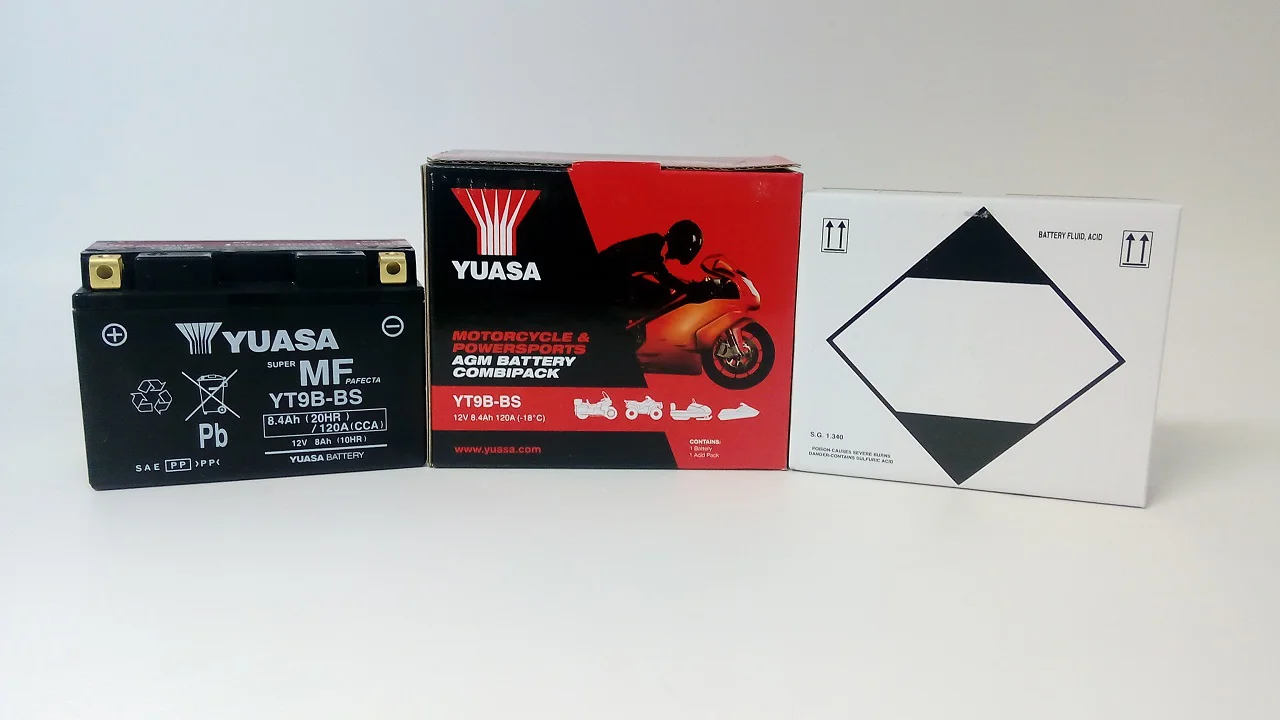 YUASA
SUPER
MF
PAFECTA
YT9B-BS
8.4Ah (20HR)
/120A(CCA)
12V 8Ah (10HR)
YUASA BATTERY
Pb
SAE PP >PP<
YUASA
MOTORCYCLE &
POWERSPORTS
AGM BATTERY
COMBIPACK
YT9B-BS
12V 8.4Ah 120A (-18°C)
www.yuasa.com
CONTAINS:
1 Battery
1 Acid Pack
BATTERY FLUID, ACID
S.G. 1.340
POISON-CAUSES SEVERE BURNS
DANGER-CONTAINS SULFURIC ACID